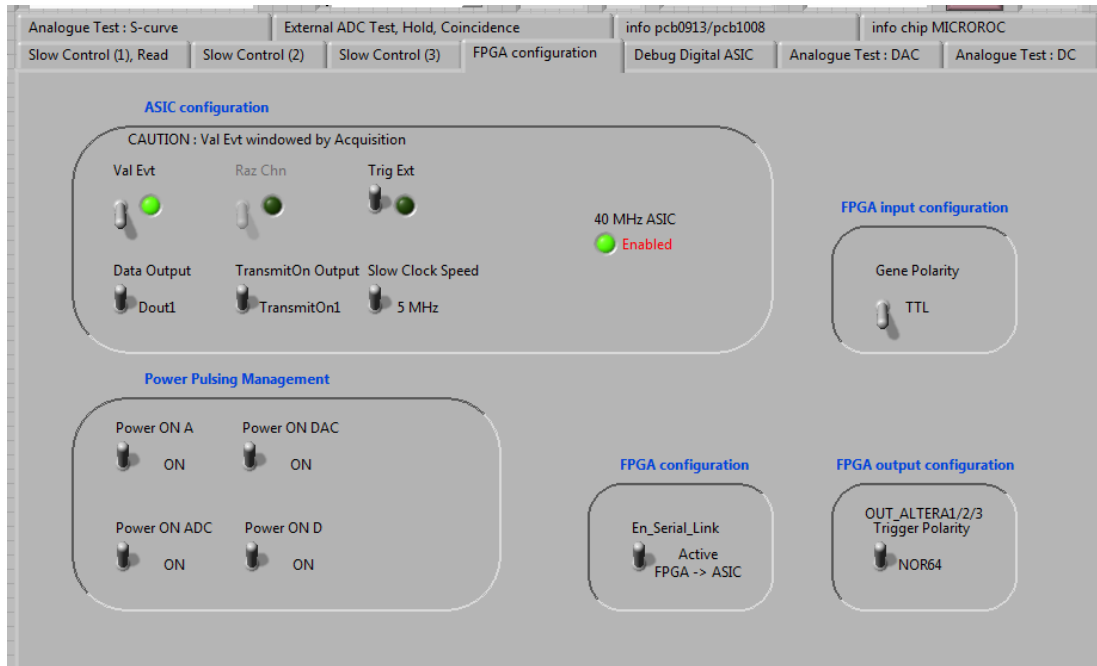 Analogue Test : S-curve
External ADC Test, Hold, Coincidence
info pcb0913/pcb1008
info chip MICROROC
Slow Control (1), Read
Slow Control (2)
Slow Control (3)
FPGA configuration
Debug Digital ASIC
Analogue Test : DAC
Analogue Test : DC
ASIC configuration
CAUTION : Val Evt windowed by Acquisition
Val Evt
Raz Chn
Trig Ext
40 MHz ASIC
Enabled
Data Output
TransmitOn Output
Slow Clock Speed
Dout1
TransmitOn1
5 MHz
FPGA input configuration
Gene Polarity
TTL
Power Pulsing Management
Power ON A
Power ON DAC
ON
ON
Power ON ADC
Power ON D
ON
ON
FPGA configuration
En_Serial_Link
Active
FPGA -> ASIC
FPGA output configuration
OUT_ALTERA1/2/3
Trigger Polarity
NOR64